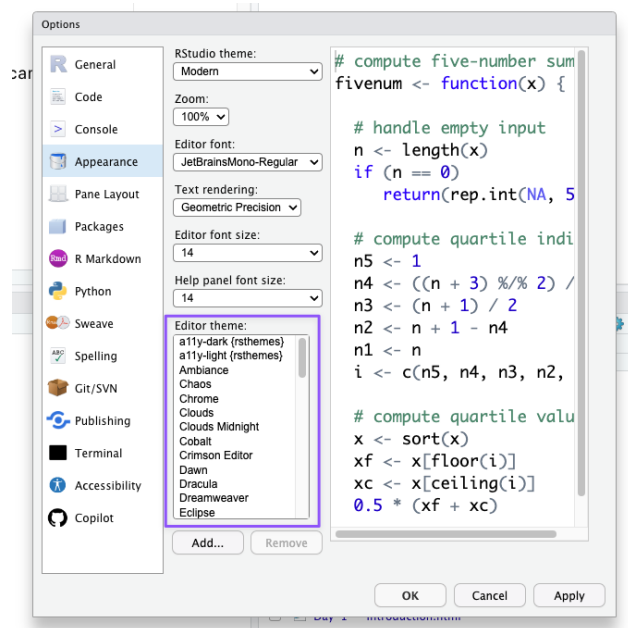 Options
General
Code
Console
Appearance
Pane Layout
Packages
Rmd R Markdown
Python
Sweave
ABC Spelling
Git/SVN
Publishing
Terminal
Accessibility
Copilot
RStudio theme:
Modern
Zoom:
100%
Editor font:
JetBrainsMono-Regular
Text rendering:
Geometric Precision
Editor font size:
14
Help panel font size:
14
Editor theme:
a11y-dark {rsthemes}
a11y-light {rsthemes}
Ambiance
Chaos
Chrome
Clouds
Clouds Midnight
Cobalt
Crimson Editor
Dawn
Dracula
Dreamweaver
Eclipse
Add...
Remove
# compute five-number sum
fivenum <- function(x) {
# handle empty input
n <- length(x)
if (n == 0)
return(rep.int(NA, 5
# compute quartile indi
n5 <- 1
n4 <- ((n + 3) %/% 2) /
n3 <- (n + 1) / 2
n2 <- n + 1 - n4
n1 <- n
i <- c(n5, n4, n3, n2,
# compute quartile valu
x <- sort(x)
xf <- x[floor(i)]
xc <- x[ceiling(i)]
0.5 * (xf + xc)
OK
Cancel
Apply